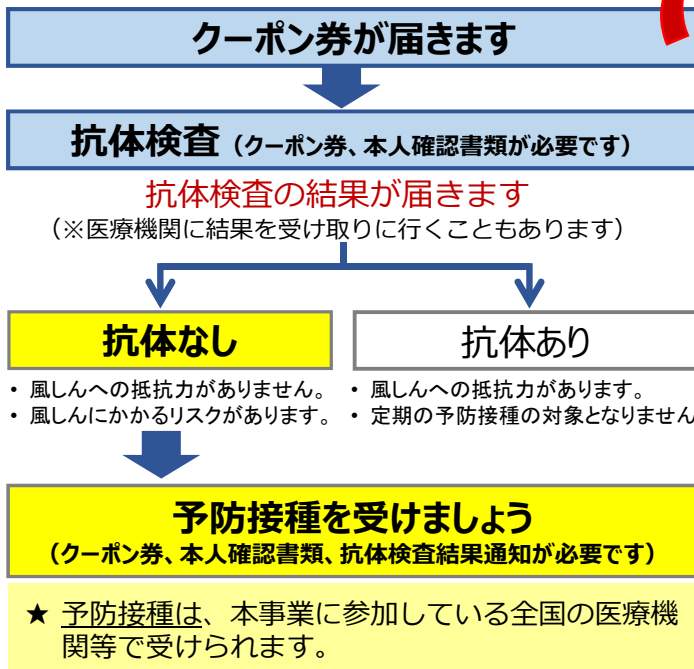 クーポン券が届きます
抗体検査（クーポン券、本人確認書類が必要です）
抗体検査の結果が届きます
（※医療機関に結果を受け取りに行くこともあります）
抗体なし
・ 風しんへの抵抗力がありません。
・ 風しんにかかるリスクがあります。
抗体あり
・ 風しんへの抵抗力があります。
・ 定期の予防接種の対象となりません
予防接種を受けましょう
（クーポン券、本人確認書類、抗体検査結果通知が必要です）
★ 予防接種は、本事業に参加している全国の医療機
関等で受けられます。